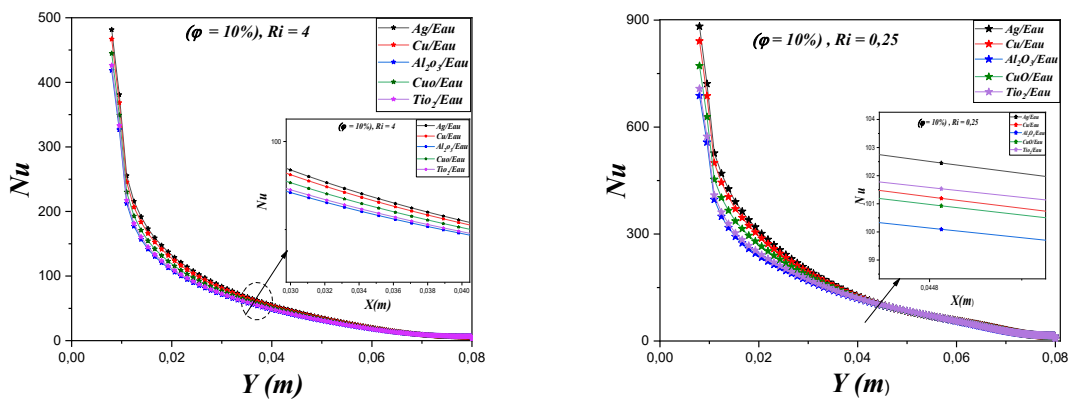 (φ = 10%), Ri = 4
Ag/Eau
Cu/Eau
Al₂o₃/Eau
Cuo/Eau
Tio₂/Eau
500
400
300
200
100
0
Nu
0,00
0,02
0,04
0,06
0,08
Y (m)
(φ = 10%), Ri = 4
Ag/Eau
Cu/Eau
Al₂o₃/Eau
Cuo/Eau
Tio₂/Eau
100
Nu
0,030
0,032
0,034
0,036
0,038
0,040
X(m)
(φ = 10%) , Ri = 0,25
Ag/Eau
Cu/Eau
Al₂O₃/Eau
CuO/Eau
Tio₂/Eau
900
600
300
0
Nu
0,00
0,02
0,04
0,06
0,08
Y (m)
(φ = 10%) , Ri = 0,25
Ag/Eau
Cu/Eau
Al₂O₃/Eau
CuO/Eau
Tio₂/Eau
104
103
102
101
100
99
Nu
0,0448
X(m)